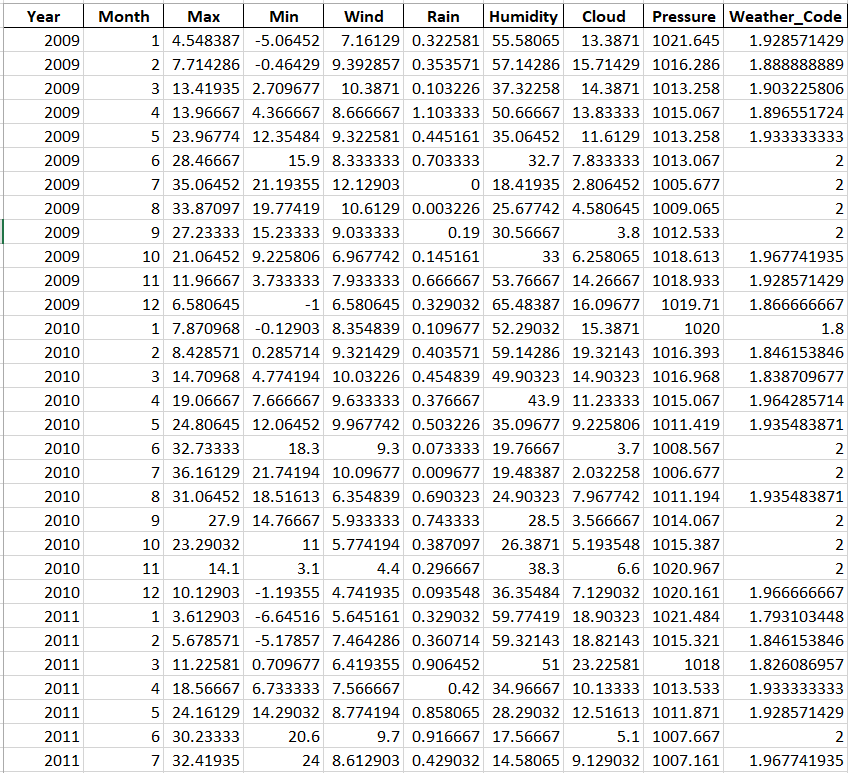 Year Month Max Min Wind Rain Humidity Cloud Pressure Weather_Code
2009 1 4.548387 -5.06452 7.16129 0.322581 55.58065 13.3871 1021.645 1.928571429
2009 2 7.714286 -0.46429 9.392857 0.353571 57.14286 15.71429 1016.286 1.888888889
2009 3 13.41935 2.709677 10.3871 0.103226 37.32258 14.3871 1013.258 1.903225806
2009 4 13.96667 4.366667 8.666667 1.103333 50.66667 13.83333 1015.067 1.896551724
2009 5 23.96774 12.35484 9.322581 0.445161 35.06452 11.6129 1013.258 1.933333333
2009 6 28.46667 15.9 8.333333 0.703333 32.7 7.833333 1013.067 2
2009 7 35.06452 21.19355 12.12903 0 18.41935 2.806452 1005.677 2
2009 8 33.87097 19.77419 10.6129 0.003226 25.67742 4.580645 1009.065 2
2009 9 27.23333 15.23333 9.033333 0.19 30.56667 3.8 1012.533 2
2009 10 21.06452 9.225806 6.967742 0.145161 33 6.258065 1018.613 1.967741935
2009 11 11.96667 3.733333 7.933333 0.666667 53.76667 14.26667 1018.933 1.928571429
2009 12 6.580645 -1 6.580645 0.329032 65.48387 16.09677 1019.71 1.866666667
2010 1 7.870968 -0.12903 8.354839 0.109677 52.29032 15.3871 1020 1.8
2010 2 8.428571 0.285714 9.321429 0.403571 59.14286 19.32143 1016.393 1.846153846
2010 3 14.70968 4.774194 10.03226 0.454839 49.90323 14.90323 1016.968 1.838709677
2010 4 19.06667 7.666667 9.633333 0.376667 43.9 11.23333 1015.067 1.964285714
2010 5 24.80645 12.06452 9.967742 0.503226 35.09677 9.225806 1011.419 1.935483871
2010 6 32.73333 18.3 9.3 0.073333 19.76667 3.7 1008.567 2
2010 7 36.16129 21.74194 10.09677 0.009677 19.48387 2.032258 1006.677 2
2010 8 31.06452 18.51613 6.354839 0.690323 24.90323 7.967742 1011.194 1.935483871
2010 9 27.9 14.76667 5.933333 0.743333 28.5 3.566667 1014.067 2
2010 10 23.29032 11 5.774194 0.387097 26.3871 5.193548 1015.387 2
2010 11 14.1 3.1 4.4 0.296667 38.3 6.6 1020.967 2
2010 12 10.12903 -1.19355 4.741935 0.093548 36.35484 7.129032 1020.161 1.966666667
2011 1 3.612903 -6.64516 5.645161 0.329032 59.77419 18.90323 1021.484 1.793103448
2011 2 5.678571 -5.17857 7.464286 0.360714 59.32143 18.82143 1015.321 1.846153846
2011 3 11.22581 0.709677 6.419355 0.906452 51 23.22581 1018 1.826086957
2011 4 18.56667 6.733333 7.566667 0.42 34.96667 10.13333 1013.533 1.933333333
2011 5 24.16129 14.29032 8.774194 0.858065 28.29032 12.51613 1011.871 1.928571429
2011 6 30.23333 20.6 9.7 0.916667 17.56667 5.1 1007.667 2
2011 7 32.41935 24 8.612903 0.429032 14.58065 9.129032 1007.161 1.967741935